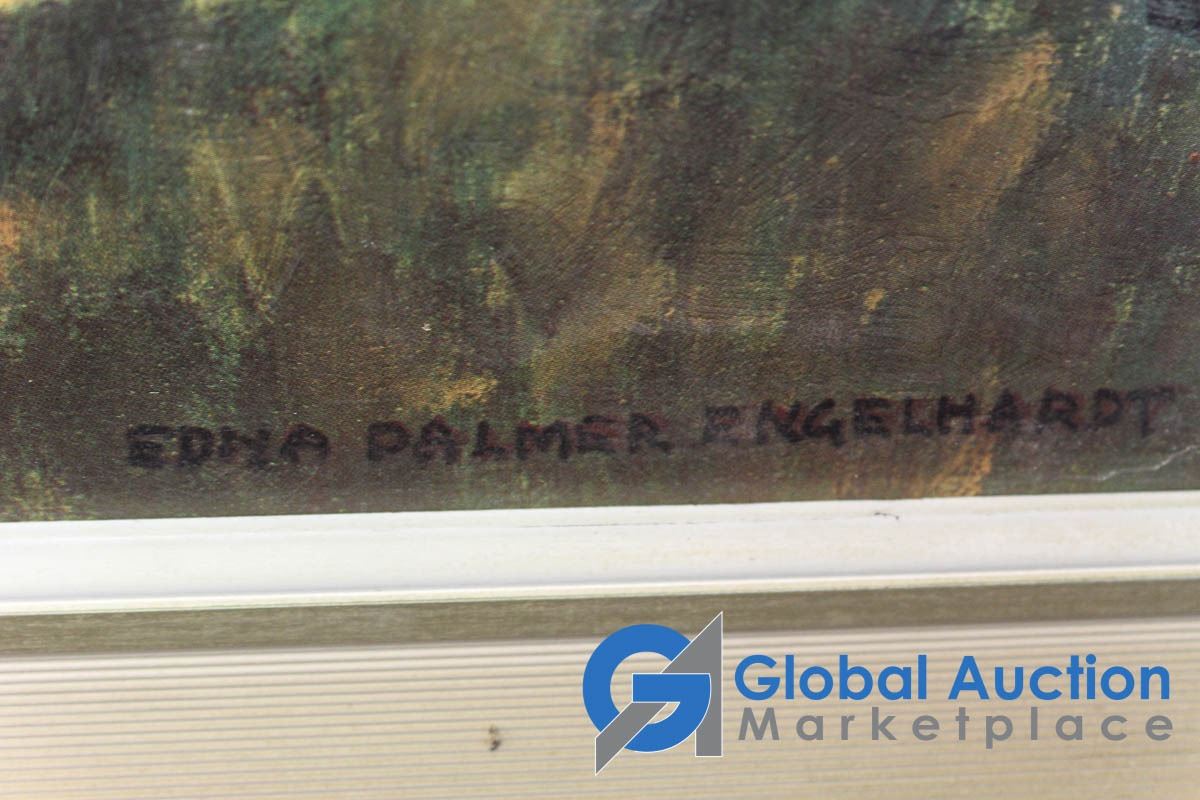 EDNA PALMER ENGELHARDT
Global Auction
Marketplace